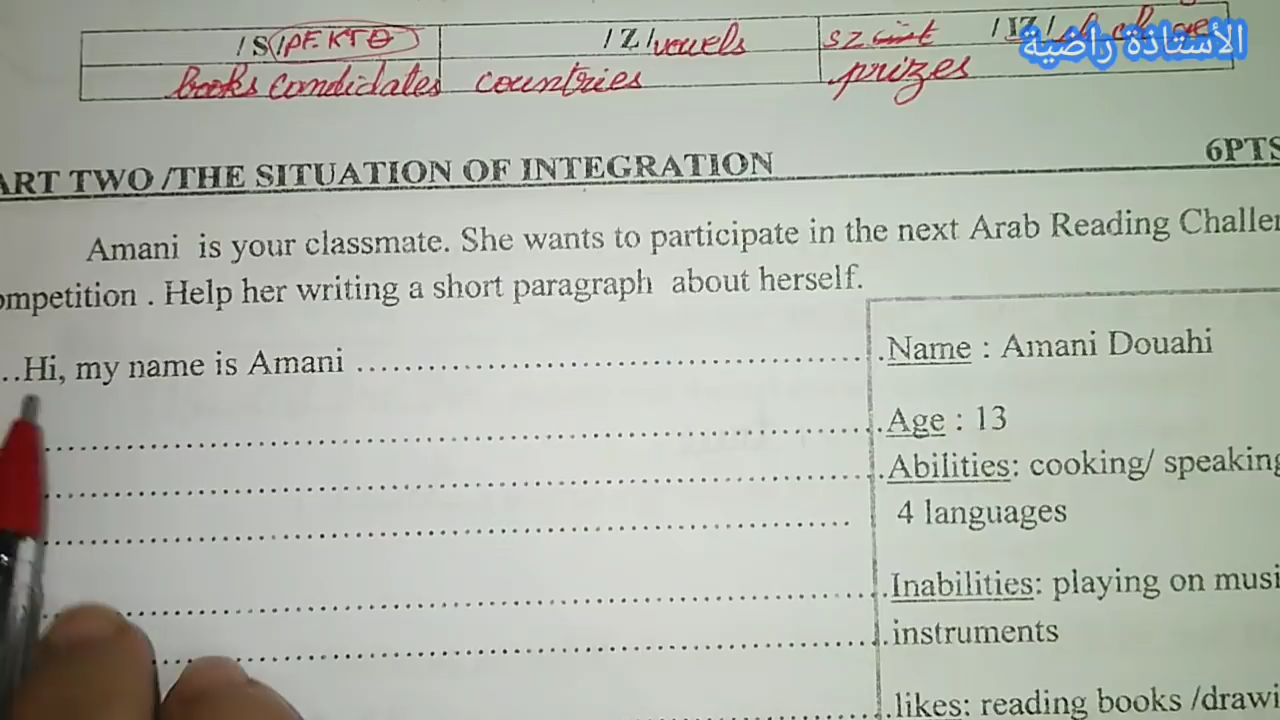 /S/ PFKTθ /Z/ vowels sz /IZ/
books candidates countries prizes
الأستاذة راضية
ART TWO /THE SITUATION OF INTEGRATION 6PTS
Amani is your classmate. She wants to participate in the next Arab Reading Challen
ompetition . Help her writing a short paragraph about herself.
..Hi, my name is Amani ..........................................
Name : Amani Douahi
Age : 13
Abilities: cooking/ speaking
4 languages
Inabilities: playing on musi
instruments
likes: reading books /drawi